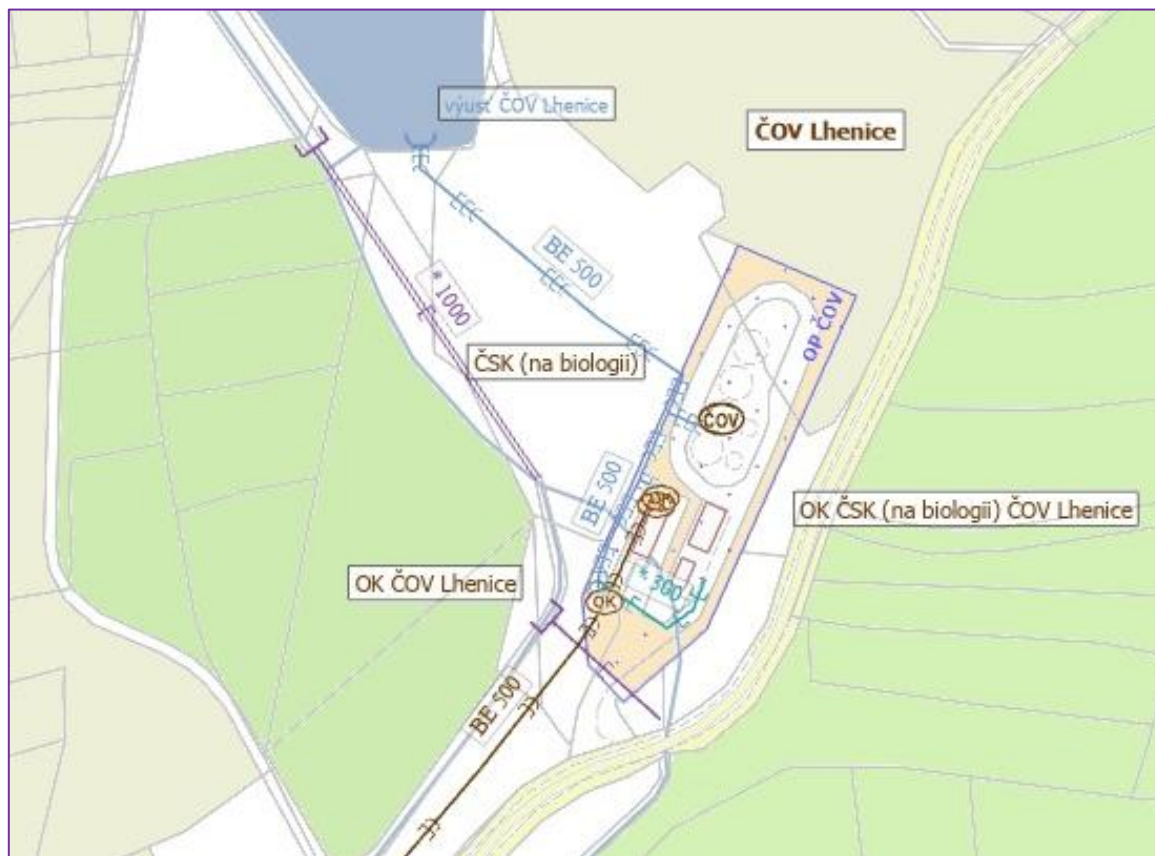 výusť ČOV Lhenice
ČOV Lhenice
BE 500
* 1000
OP ČOV
ČSK (na biologii)
ČOV
BE 500
OK ČSK (na biologii) ČOV Lhenice
OK ČOV Lhenice
* 300
OK
BE 500